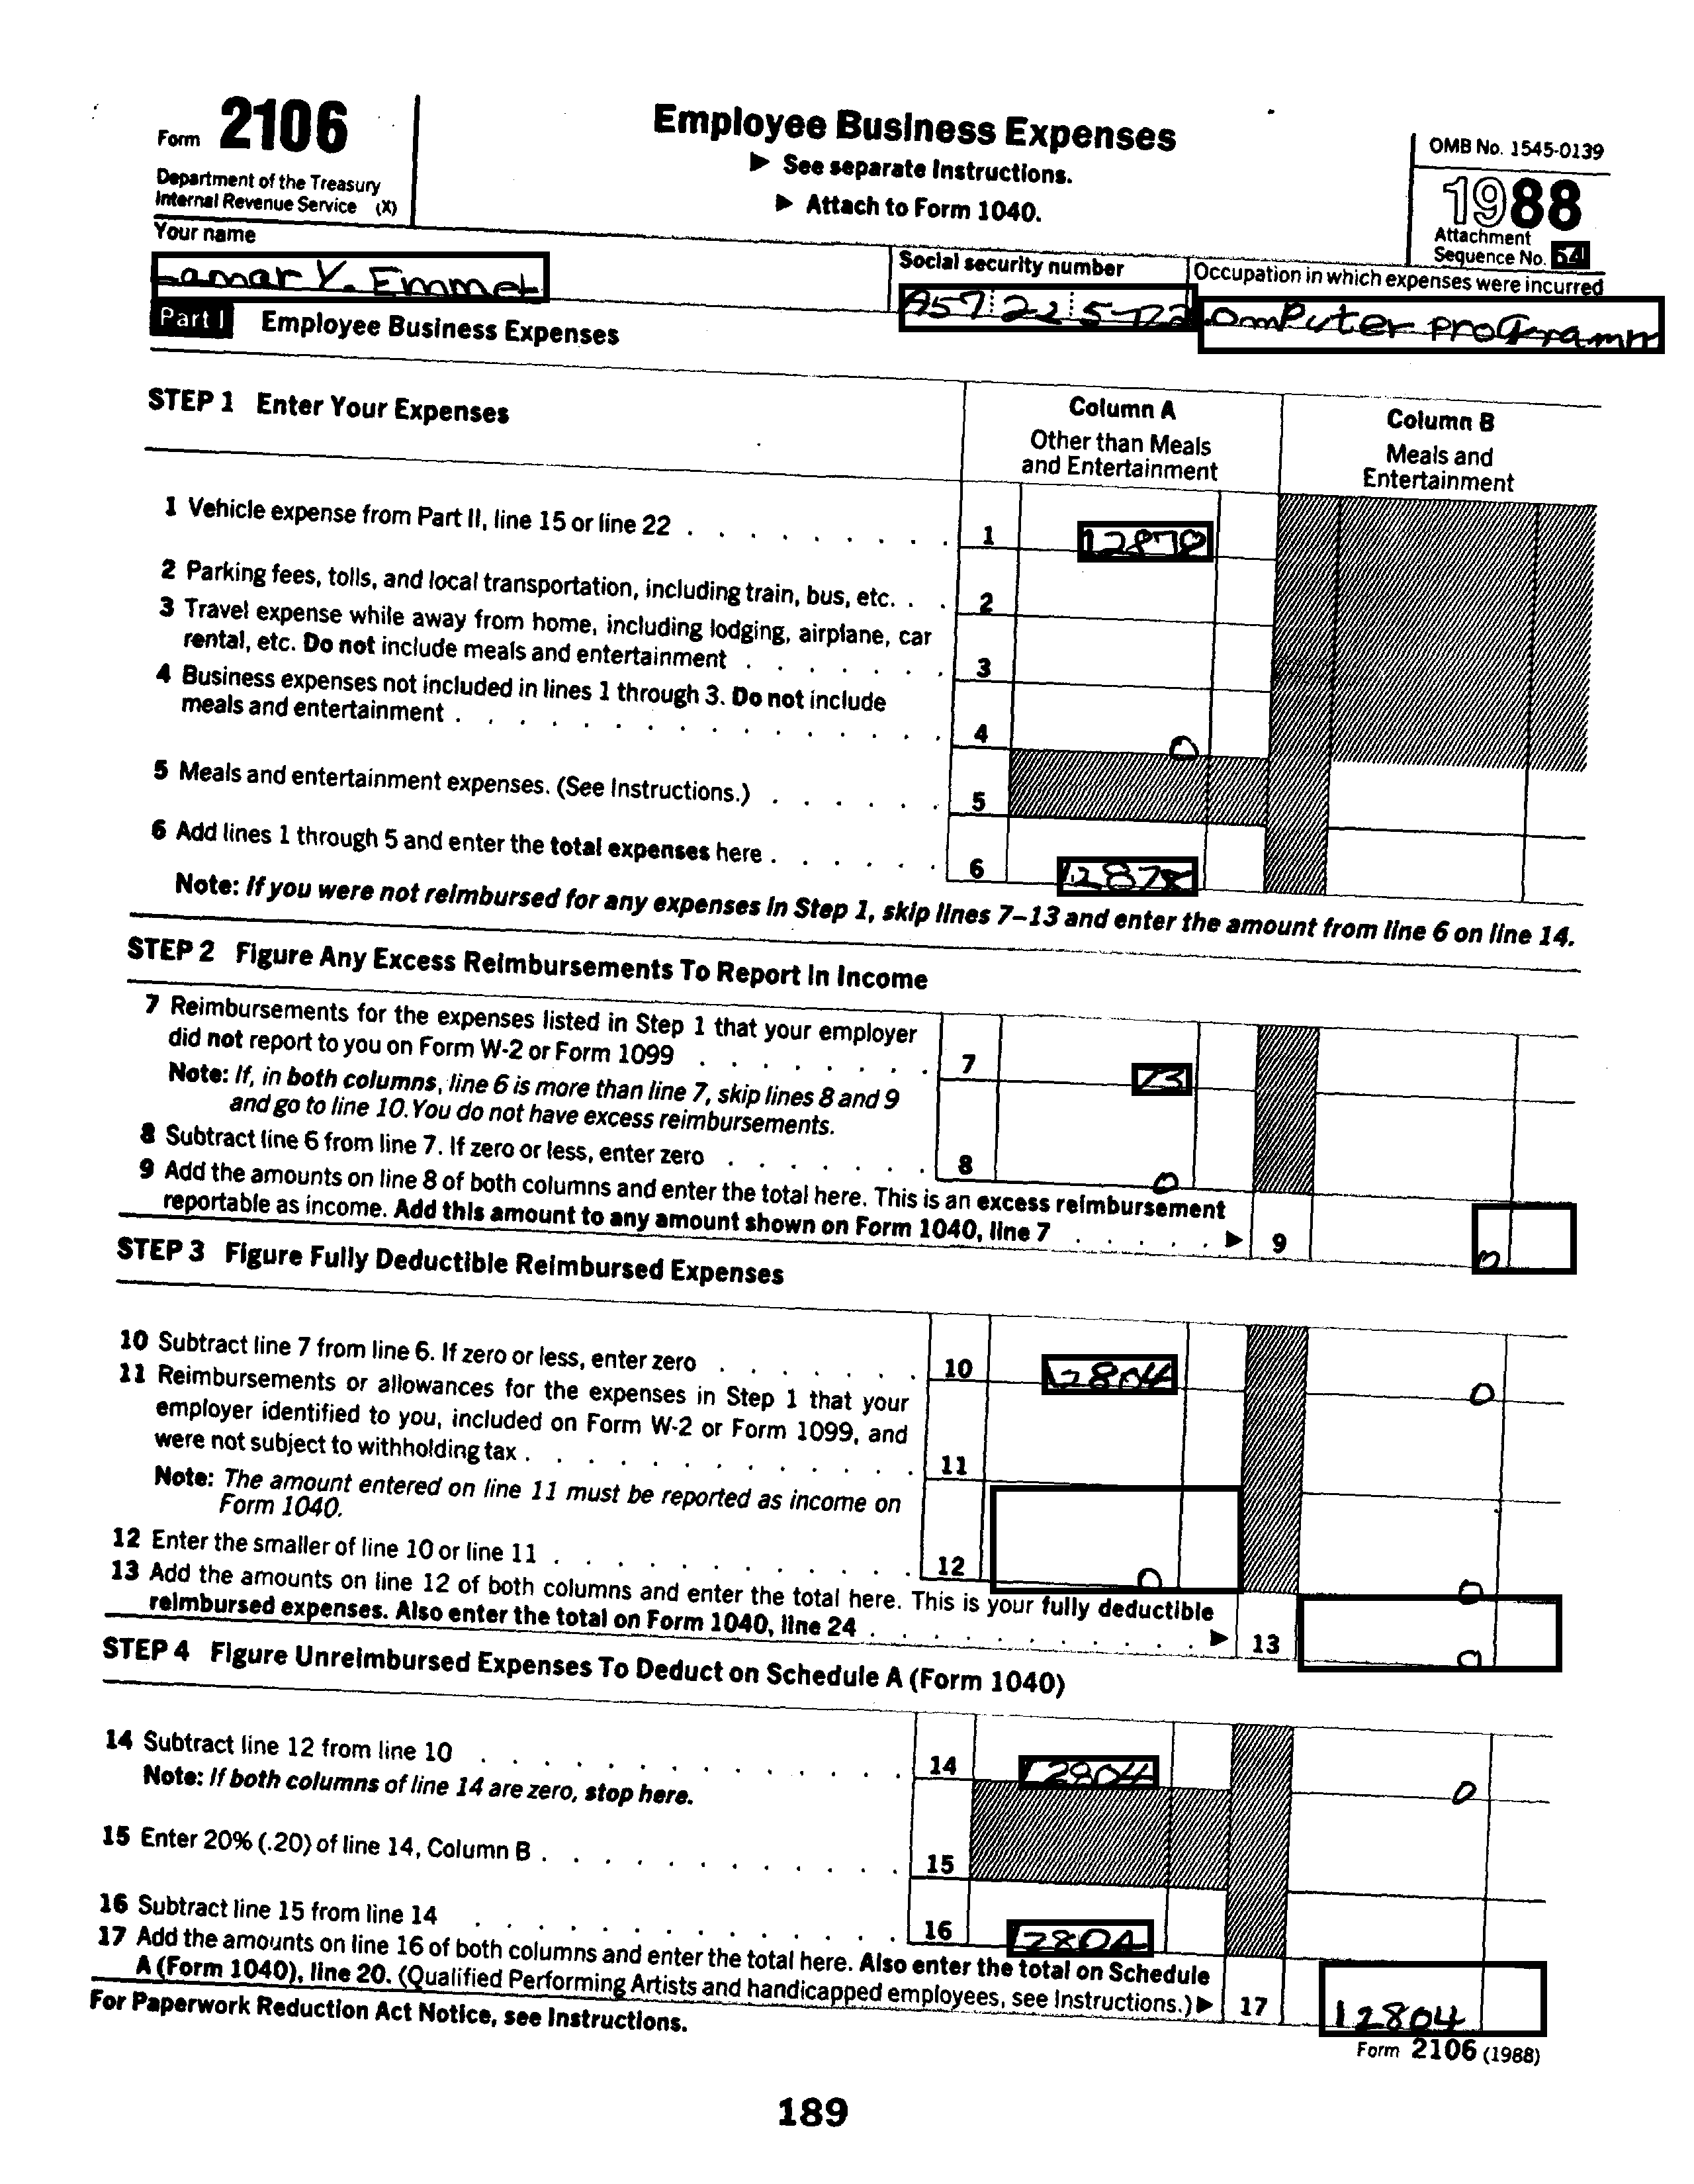 Form 2106
Department of the Treasury
Internal Revenue Service (X)
Employee Business Expenses
▶ See separate Instructions.
▶ Attach to Form 1040.
OMB No. 1545-0139
1988
Attachment
Sequence No. 54
Your name
Lamar Y. Emmet
Social security number
957 22 5172
Occupation in which expenses were incurred
computer programm
Part I Employee Business Expenses
STEP 1 Enter Your Expenses
Column A
Other than Meals
and Entertainment
Column B
Meals and
Entertainment
1 Vehicle expense from Part II, line 15 or line 22 . . . . . . . . . 1 12878
2 Parking fees, tolls, and local transportation, including train, bus, etc. . . 2
3 Travel expense while away from home, including lodging, airplane, car
rental, etc. Do not include meals and entertainment . . . . . . . 3
4 Business expenses not included in lines 1 through 3. Do not include
meals and entertainment . . . . . . . . . . . . . . . . 4 0
5 Meals and entertainment expenses. (See Instructions.) . . . . . . 5
6 Add lines 1 through 5 and enter the total expenses here . . . . . . 6 12878
Note: If you were not reimbursed for any expenses in Step 1, skip lines 7–13 and enter the amount from line 6 on line 14.
STEP 2 Figure Any Excess Reimbursements To Report In Income
7 Reimbursements for the expenses listed in Step 1 that your employer
did not report to you on Form W-2 or Form 1099 . . . . . . . . 7 73
Note: If, in both columns, line 6 is more than line 7, skip lines 8 and 9
and go to line 10. You do not have excess reimbursements.
8 Subtract line 6 from line 7. If zero or less, enter zero . . . . . . . 8 0
9 Add the amounts on line 8 of both columns and enter the total here. This is an excess reimbursement
reportable as income. Add this amount to any amount shown on Form 1040, line 7 . . . . . ▶ 9 0
STEP 3 Figure Fully Deductible Reimbursed Expenses
10 Subtract line 7 from line 6. If zero or less, enter zero . . . . . . . 10 12804 0
11 Reimbursements or allowances for the expenses in Step 1 that your
employer identified to you, included on Form W-2 or Form 1099, and
were not subject to withholding tax . . . . . . . . . . . . . 11
Note: The amount entered on line 11 must be reported as income on
Form 1040.
12 Enter the smaller of line 10 or line 11 . . . . . . . . . . . . 12 0 0
13 Add the amounts on line 12 of both columns and enter the total here. This is your fully deductible
reimbursed expenses. Also enter the total on Form 1040, line 24 . . . . . . . . . . . ▶ 13 0
STEP 4 Figure Unreimbursed Expenses To Deduct on Schedule A (Form 1040)
14 Subtract line 12 from line 10 . . . . . . . . . . . . . . 14 12804 0
Note: If both columns of line 14 are zero, stop here.
15 Enter 20% (.20) of line 14, Column B . . . . . . . . . . . . 15
16 Subtract line 15 from line 14 . . . . . . . . . . . . . . 16 12804
17 Add the amounts on line 16 of both columns and enter the total here. Also enter the total on Schedule
A (Form 1040), line 20. (Qualified Performing Artists and handicapped employees, see Instructions.) ▶ 17 12804
For Paperwork Reduction Act Notice, see Instructions.
Form 2106 (1988)
189